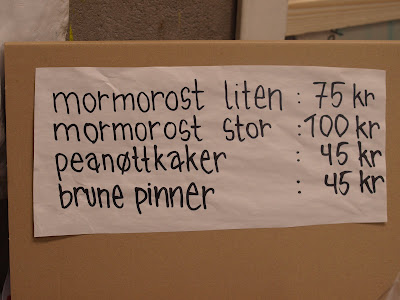 mormorost liten : 75 kr
mormorost stor : 100 kr
peanøttkaker : 45 kr
brune pinner : 45 kr